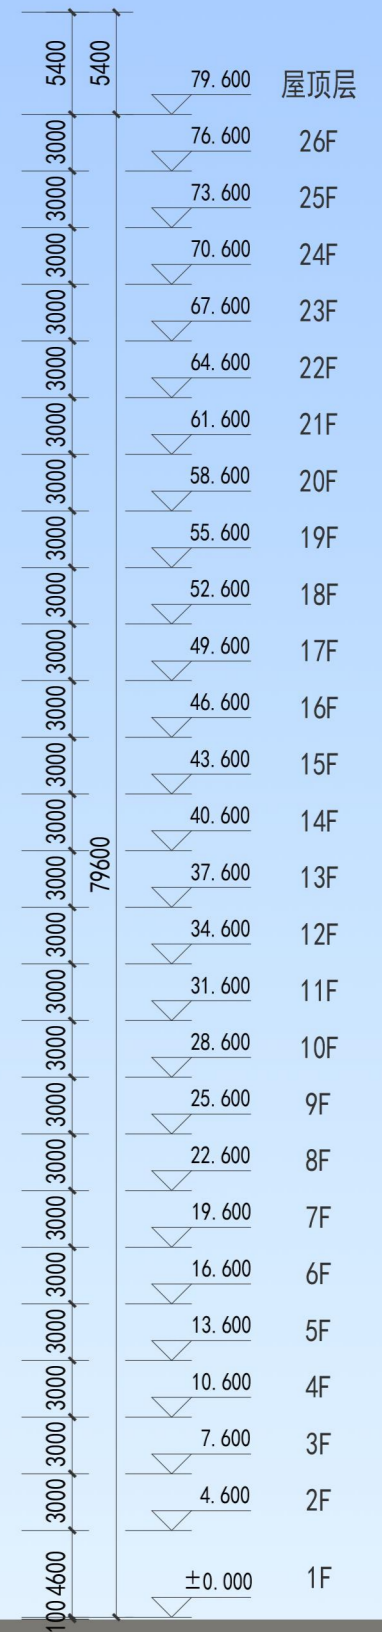 5400 5400 79.600 屋顶层
3000 76.600 26F
3000 73.600 25F
3000 70.600 24F
3000 67.600 23F
3000 64.600 22F
3000 61.600 21F
3000 58.600 20F
3000 55.600 19F
3000 52.600 18F
3000 49.600 17F
3000 46.600 16F
3000 43.600 15F
3000 40.600 14F
3000 79600 37.600 13F
3000 34.600 12F
3000 31.600 11F
3000 28.600 10F
3000 25.600 9F
3000 22.600 8F
3000 19.600 7F
3000 16.600 6F
3000 13.600 5F
3000 10.600 4F
3000 7.600 3F
3000 4.600 2F
4600 ±0.000 1F
100